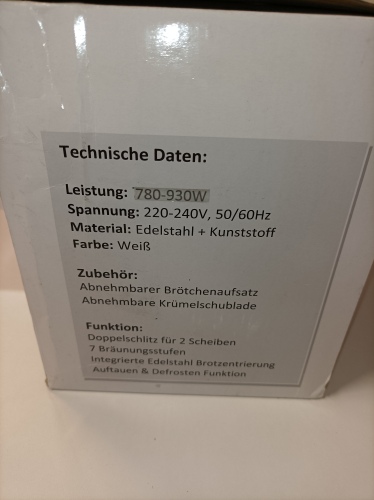 Technische Daten:
Leistung: 780-930W
Spannung: 220-240V, 50/60Hz
Material: Edelstahl + Kunststoff
Farbe: Weiß
Zubehör:
Abnehmbarer Brötchenaufsatz
Abnehmbare Krümelschublade
Funktion:
Doppelschlitz für 2 Scheiben
7 Bräunungsstufen
Integrierte Edelstahl Brotzentrierung
Auftauen & Defrosten Funktion